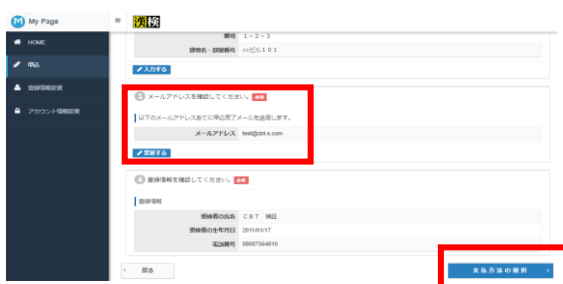 My Page
漢検
HOME
申込
登録情報変更
アカウント情報変更
番地 1-2-3
建物名・部屋番号 ○○ビル101
入力する
3 メールアドレスを確認してください。 必須
以下のメールアドレスあてに申込完了メールを送信します。
メールアドレス test@cbt-s.com
変更する
4 登録情報を確認してください。 必須
登録情報
受検者の氏名 CBT 検証
受検者の生年月日 2011/01/17
電話番号 08087564010
戻る
支払方法の選択